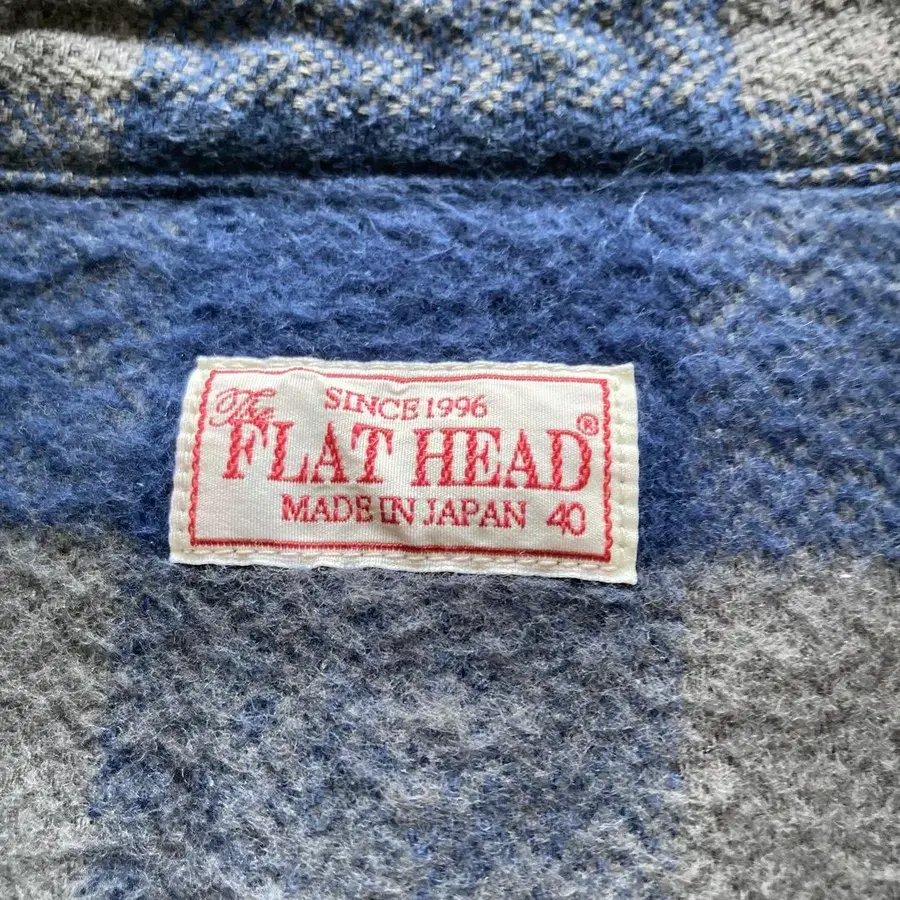 SINCE 1996
The
FLAT HEAD®
MADE IN JAPAN 40